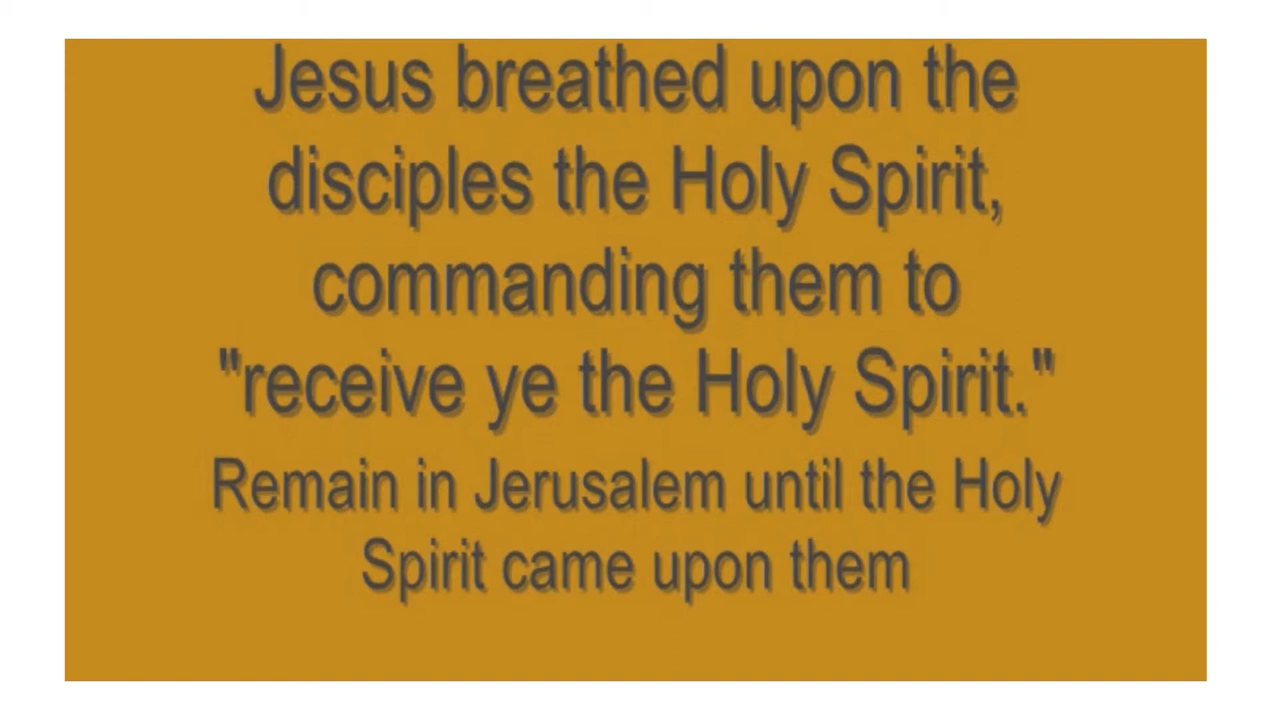 Jesus breathed upon the
disciples the Holy Spirit,
commanding them to
"receive ye the Holy Spirit."
Remain in Jerusalem until the Holy
Spirit came upon them